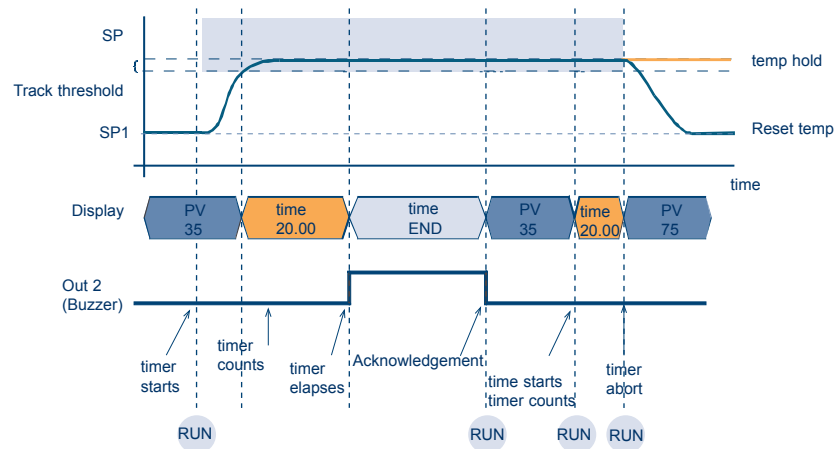 SP
temp hold
Track threshold
SP1
Reset temp
time
Display
PV
35
time
20.00
time
END
PV
35
time
20.00
PV
75
Out 2
(Buzzer)
timer
starts
timer
counts
timer
elapses
Acknowledgement
time starts
timer counts
timer
abort
RUN
RUN
RUN
RUN